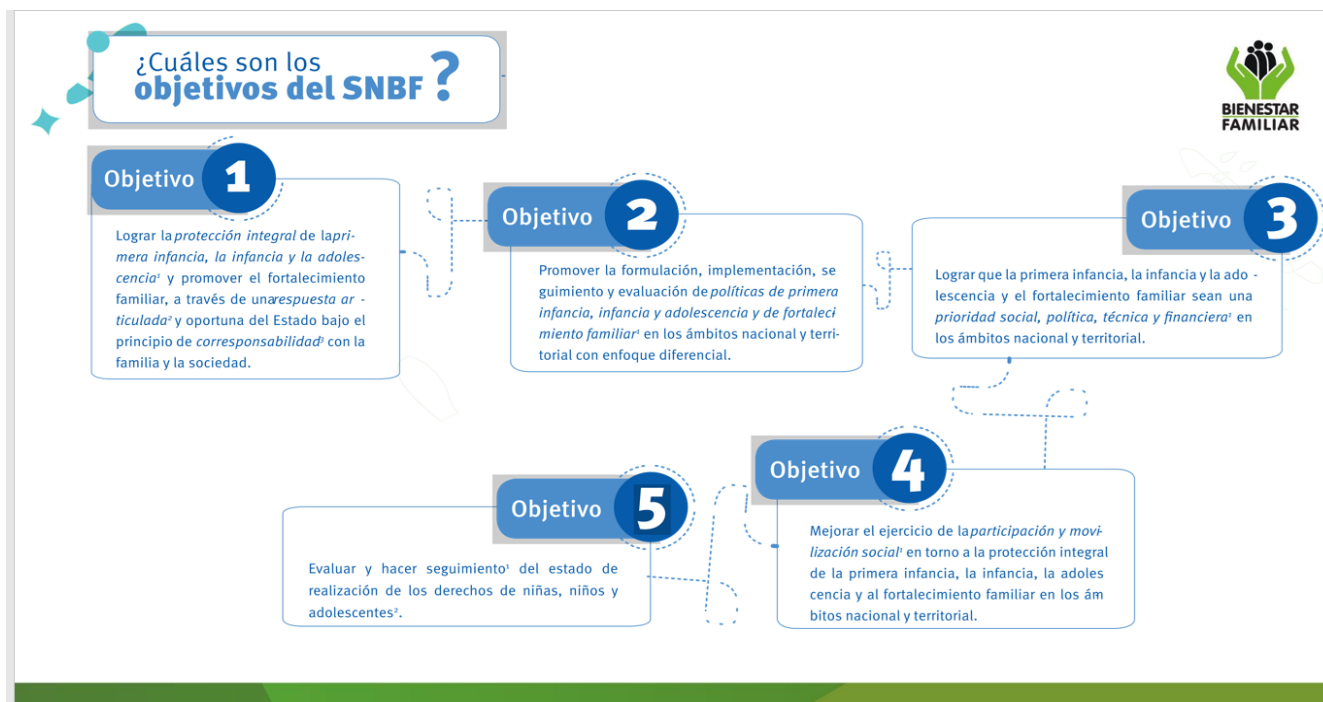 ¿Cuáles son los
objetivos del SNBF ?
BIENESTAR
FAMILIAR
Objetivo 1
Lograr la protección integral de la pri-
mera infancia, la infancia y la adoles-
cencia¹ y promover el fortalecimiento
familiar, a través de una respuesta ar -
ticulada² y oportuna del Estado bajo el
principio de corresponsabilidad³ con la
familia y la sociedad.
Objetivo 2
Promover la formulación, implementación, se
guimiento y evaluación de políticas de primera
infancia, infancia y adolescencia y de fortaleci-
miento familiar¹ en los ámbitos nacional y terri-
torial con enfoque diferencial.
Objetivo 3
Lograr que la primera infancia, la infancia y la ado -
lescencia y el fortalecimiento familiar sean una
prioridad social, política, técnica y financiera¹ en
los ámbitos nacional y territorial.
Objetivo 4
Mejorar el ejercicio de la participación y movi-
lización social¹ en torno a la protección integral
de la primera infancia, la infancia, la adoles
cencia y al fortalecimiento familiar en los ám
bitos nacional y territorial.
Objetivo 5
Evaluar y hacer seguimiento¹ del estado de
realización de los derechos de niñas, niños y
adolescentes².